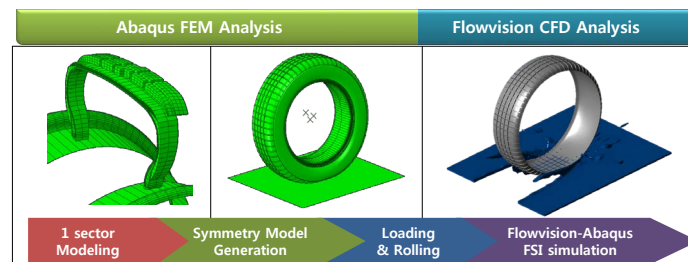 Abaqus FEM Analysis
Flowvision CFD Analysis
1 sector
Modeling
Symmetry Model
Generation
Loading
& Rolling
Flowvision-Abaqus
FSI simulation